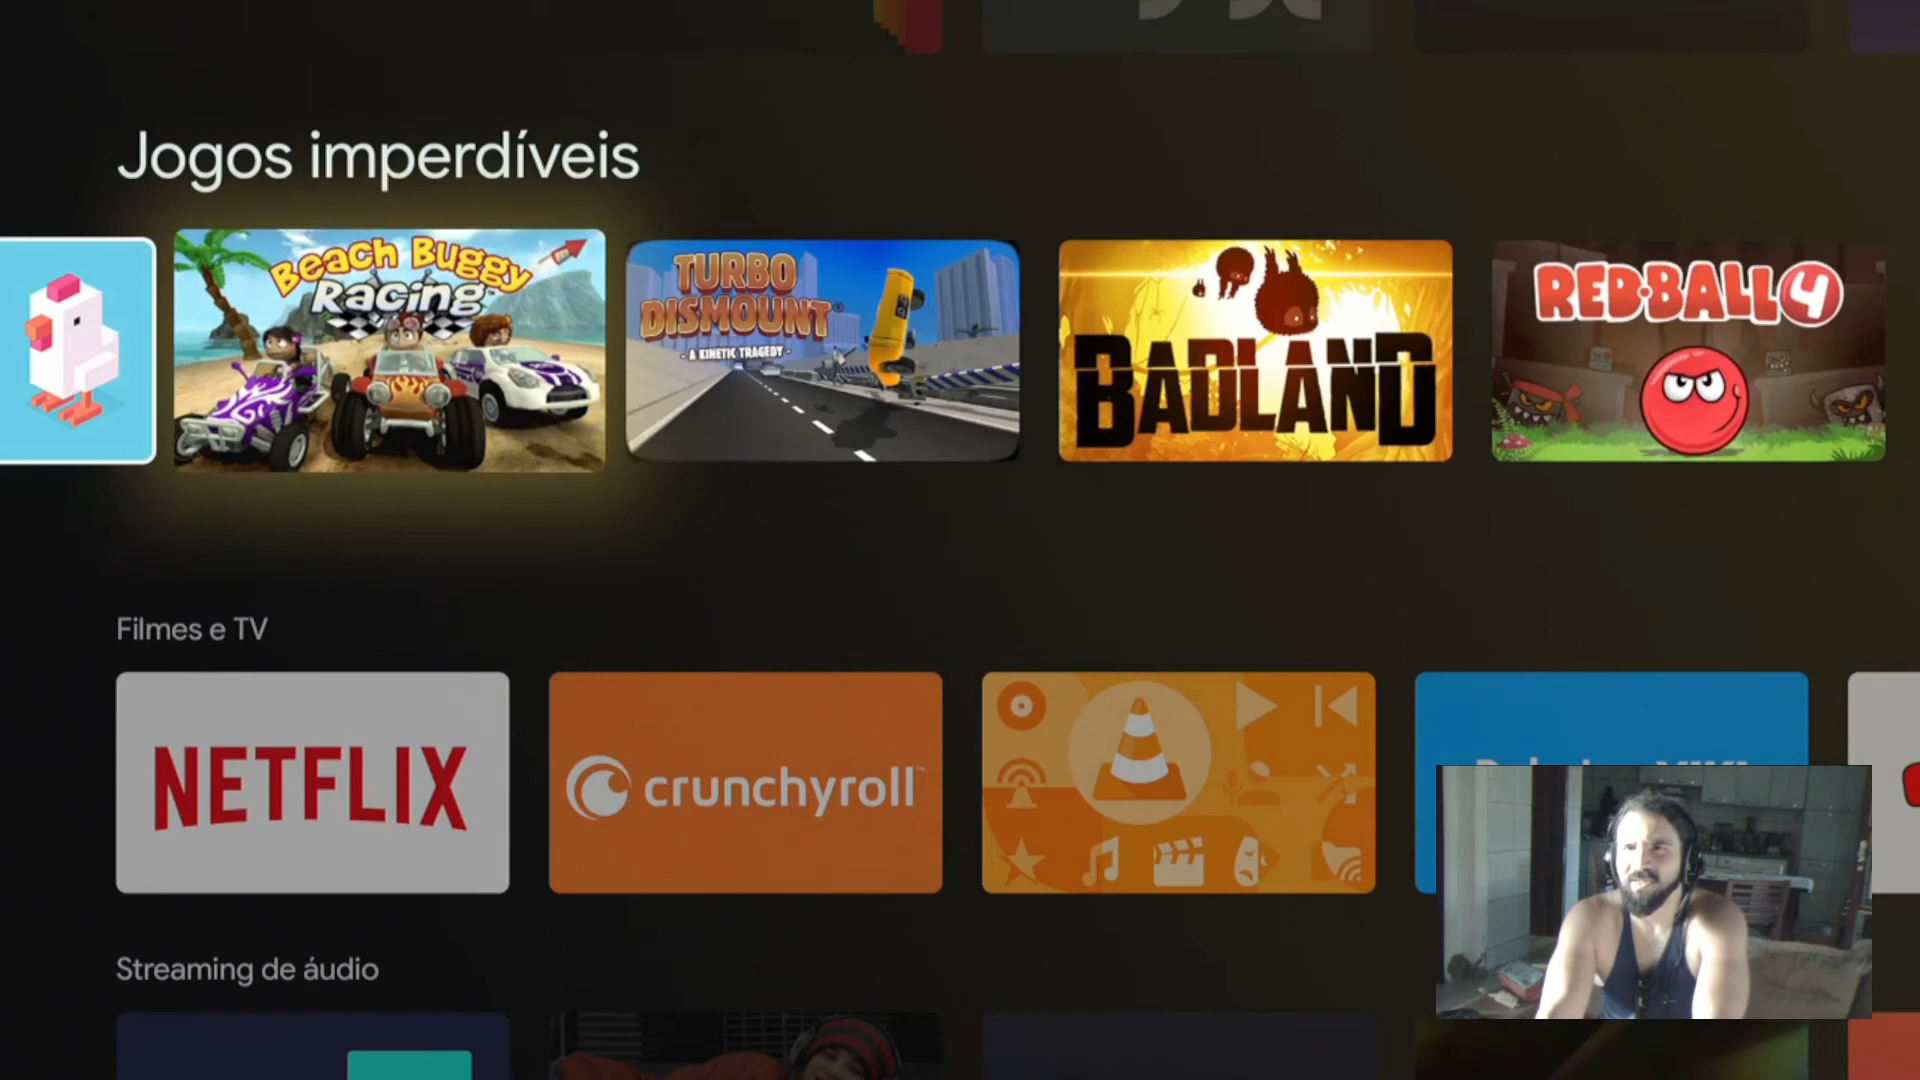 Jogos imperdíveis
Beach Buggy
Racing
TURBO
DISMOUNT®
- A KINETIC TRAGEDY -
BADLAND
RED BALL 4
Filmes e TV
NETFLIX
crunchyroll™
Streaming de áudio